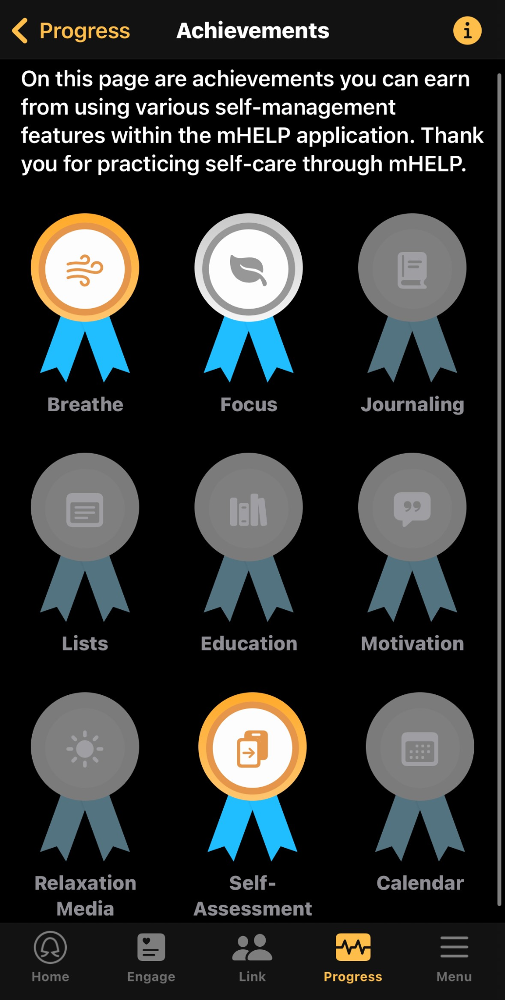 Progress
Achievements
On this page are achievements you can earn
from using various self-management
features within the mHELP application. Thank
you for practicing self-care through mHELP.
Breathe
Focus
Journaling
Lists
Education
Motivation
Relaxation
Media
Self-
Assessment
Calendar
Home
Engage
Link
Progress
Menu